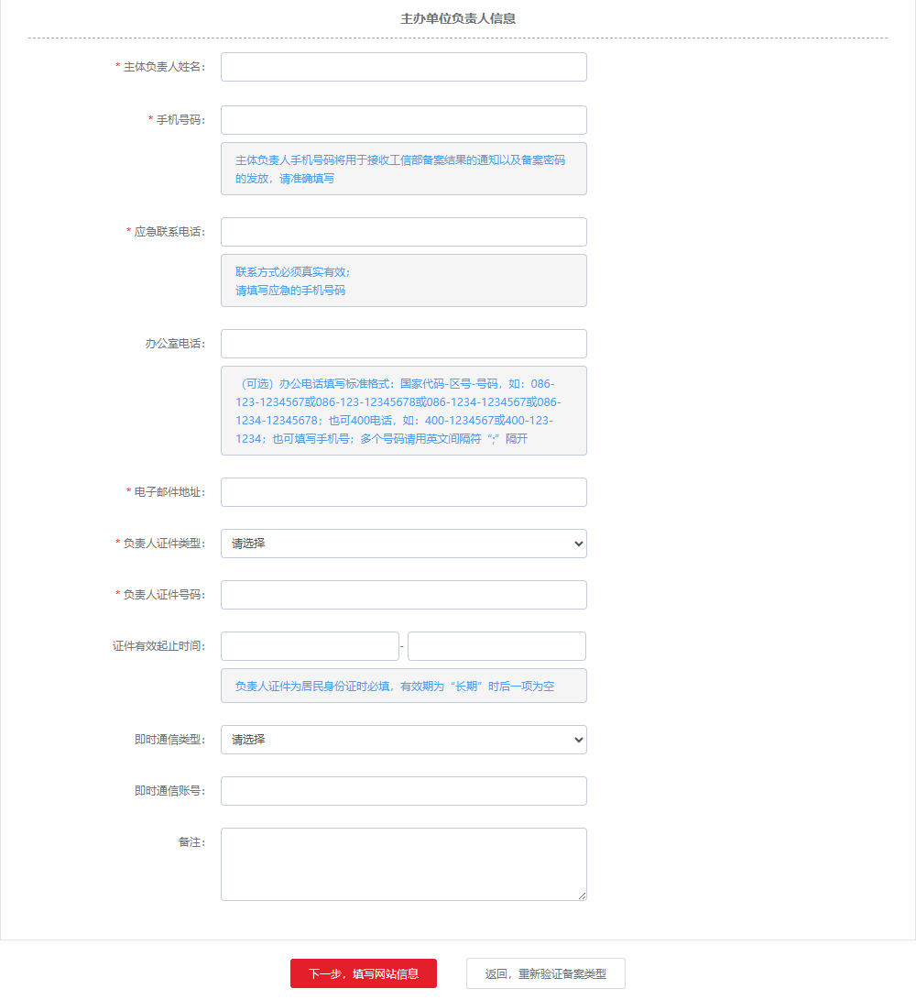 主办单位负责人信息
* 主体负责人姓名：
* 手机号码：
主体负责人手机号码将用于接收工信部备案结果的通知以及备案密码
的发放，请准确填写
* 应急联系电话：
联系方式必须真实有效；
请填写应急的手机号码
办公室电话：
（可选）办公电话填写标准格式：国家代码-区号-号码，如：086-
123-1234567或086-123-12345678或086-1234-1234567或086-
1234-12345678；也可400电话，如：400-1234567或400-123-
1234；也可填写手机号；多个号码请用英文间隔符“;”隔开
* 电子邮件地址：
* 负责人证件类型：
请选择
* 负责人证件号码：
证件有效起止时间：
-
负责人证件为居民身份证时必填，有效期为“长期”时后一项为空
即时通信类型：
请选择
即时通信账号：
备注：
下一步，填写网站信息
返回，重新验证备案类型